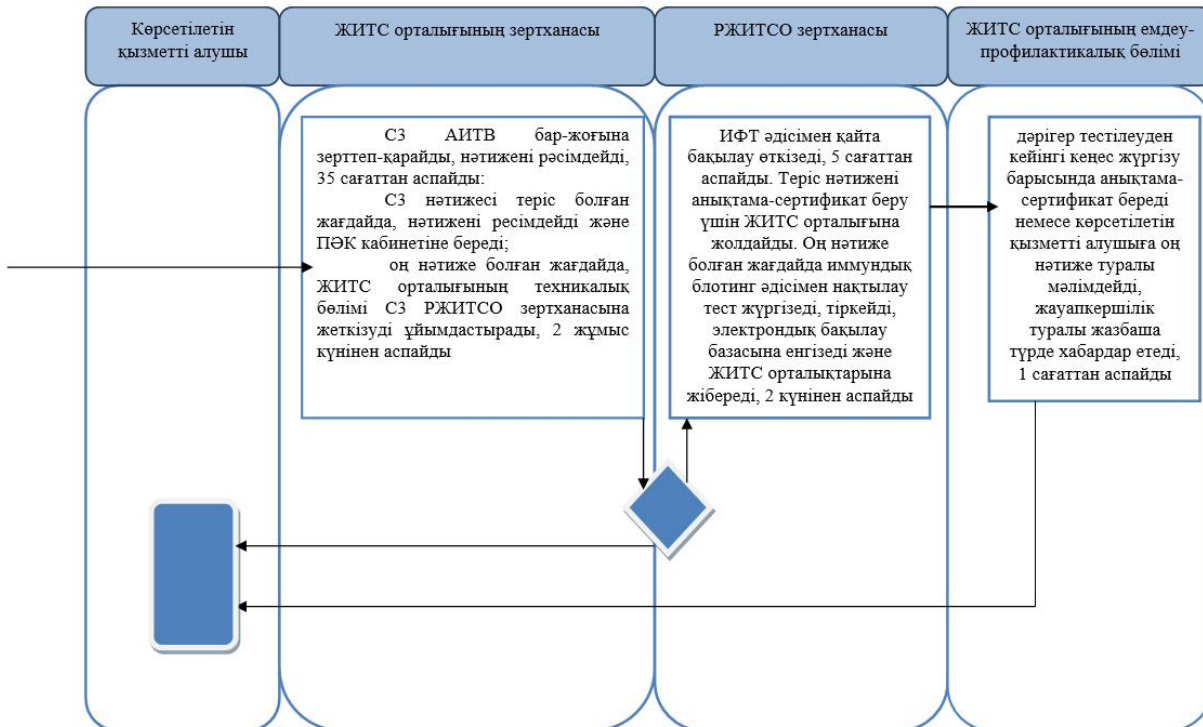 Көрсетілетін
қызметті алушы
ЖИТС орталығының зертханасы
РЖИТСО зертханасы
ЖИТС орталығының емдеу-
профилактикалық бөлімі
СЗ АИТВ бар-жоғына
зерттеп-қарайды, нәтижені рәсімдейді,
35 сағаттан аспайды:
СЗ нәтижесі теріс болған
жағдайда, нәтижені ресімдейді және
ПӘК кабинетіне береді;
оң нәтиже болған жағдайда,
ЖИТС орталығының техникалық
бөлімі СЗ РЖИТСО зертханасына
жеткізуді ұйымдастырады, 2 жұмыс
күнінен аспайды
ИФТ әдісімен қайта
бақылау өткізеді, 5 сағаттан
аспайды. Теріс нәтижені
анықтама-сертификат беру
үшін ЖИТС орталығына
жолдайды. Оң нәтиже
болған жағдайда иммундық
блотинг әдісімен нақтылау
тест жүргізеді, тіркейді,
электрондық бақылау
базасына енгізеді және
ЖИТС орталықтарына
жібереді, 2 күнінен аспайды
дәрігер тестілеуден
кейінгі кеңес жүргізу
барысында анықтама-
сертификат береді
немесе көрсетілетін
қызметті алушыға оң
нәтиже туралы
мәлімдейді,
жауапкершілік
туралы жазбаша
түрде хабардар етеді,
1 сағаттан аспайды